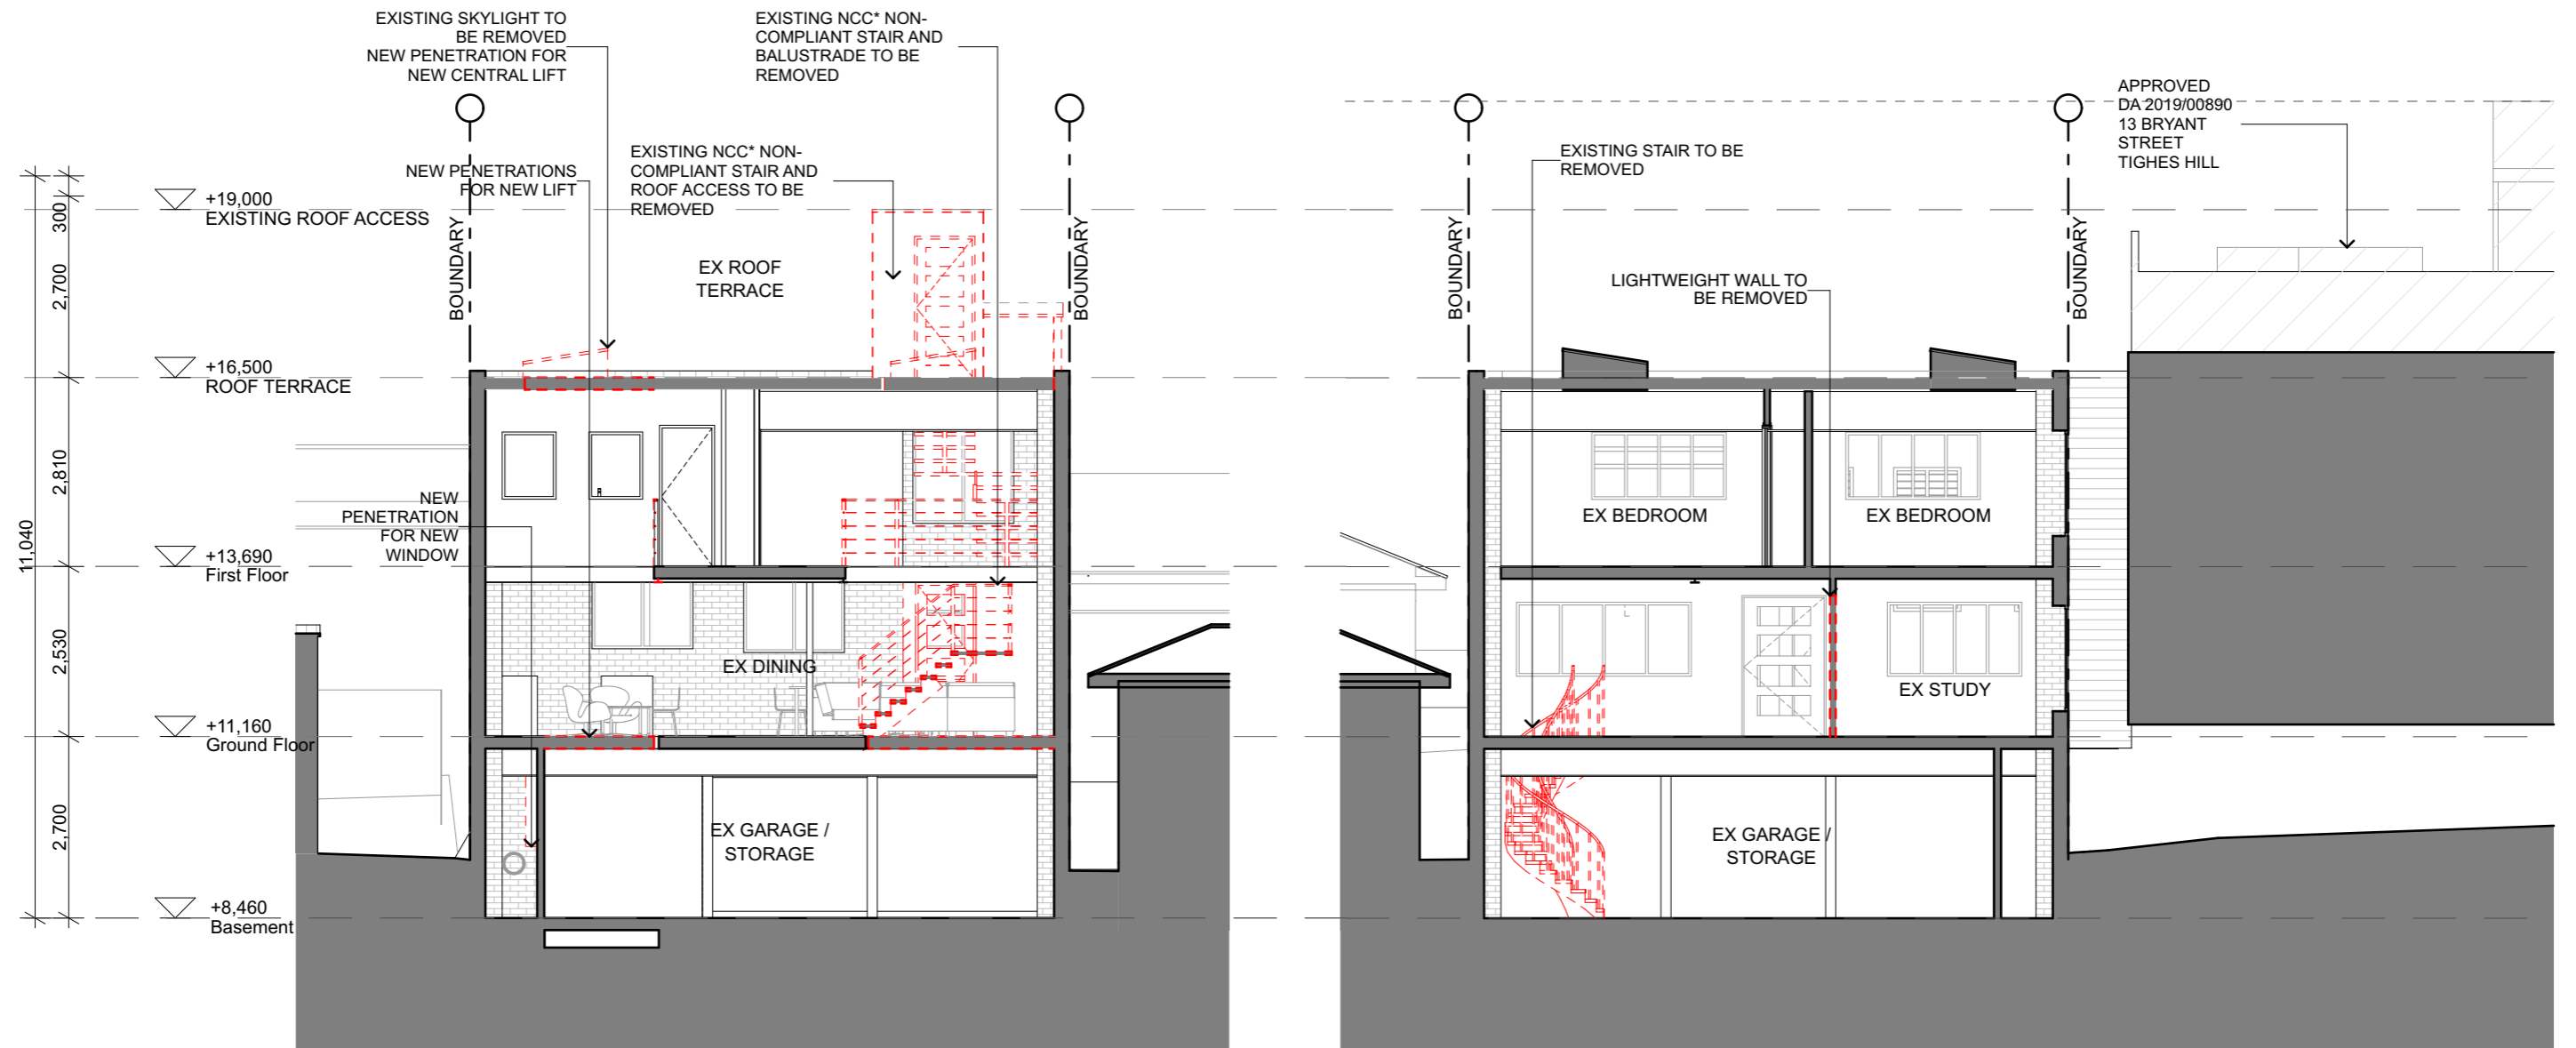 EXISTING SKYLIGHT TO
BE REMOVED
NEW PENETRATION FOR
NEW CENTRAL LIFT
EXISTING NCC* NON-
COMPLIANT STAIR AND
BALUSTRADE TO BE
REMOVED
NEW PENETRATIONS
FOR NEW LIFT
EXISTING NCC* NON-
COMPLIANT STAIR AND
ROOF ACCESS TO BE
REMOVED
EXISTING STAIR TO BE
REMOVED
APPROVED
DA 2019/00890
13 BRYANT
STREET
TIGHES HILL
LIGHTWEIGHT WALL TO
BE REMOVED
BOUNDARY
BOUNDARY
BOUNDARY
BOUNDARY
+19,000
EXISTING ROOF ACCESS
+16,500
ROOF TERRACE
+13,690
First Floor
+11,160
Ground Floor
+8,460
Basement
300
2,700
2,810
2,530
2,700
11,040
NEW
PENETRATION
FOR NEW
WINDOW
EX ROOF
TERRACE
EX DINING
EX GARAGE /
STORAGE
EX BEDROOM
EX BEDROOM
EX STUDY
EX GARAGE /
STORAGE